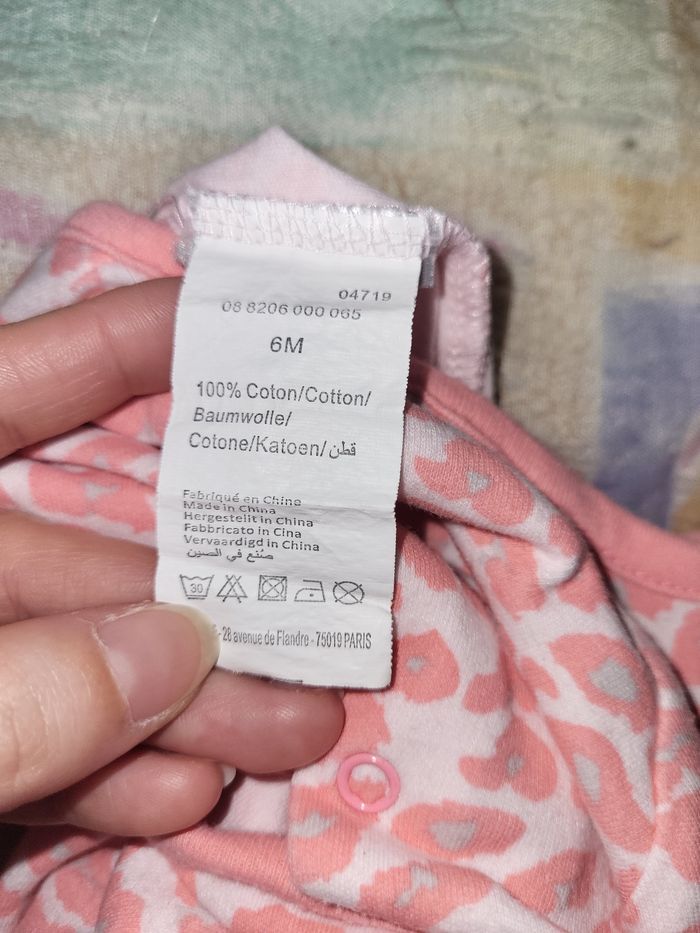 04719
08 8206 000 065
6M
100% Coton/Cotton/
Baumwolle/
Cotone/Katoen/قطن
Fabriqué en Chine
Made in China
Hergestellt in China
Fabbricato in Cina
Vervaardigd in China
صُنع في الصين
30
28 avenue de Flandre - 75019 PARIS